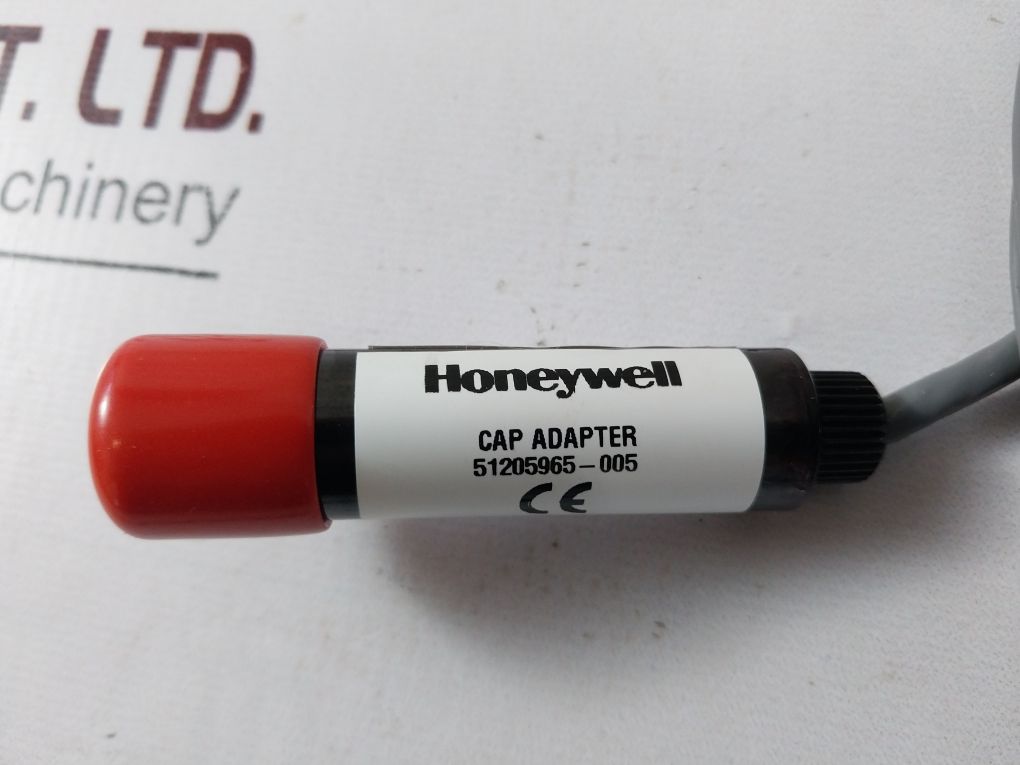 T. LTD.
chinery
Honeywell
CAP ADAPTER
51205965-005
CE